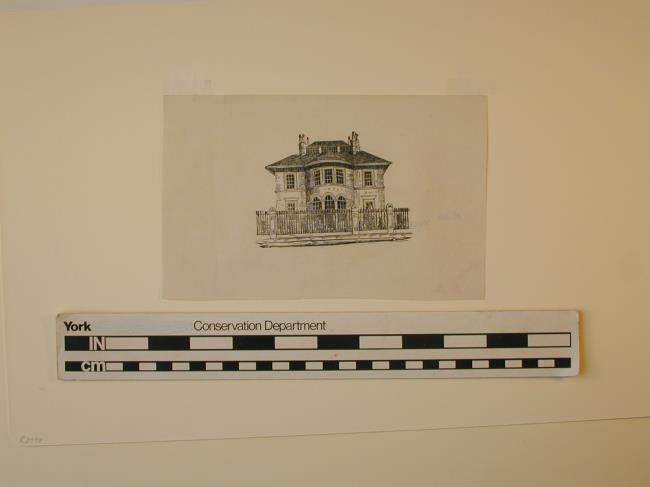 York Conservation Department
IN
cm